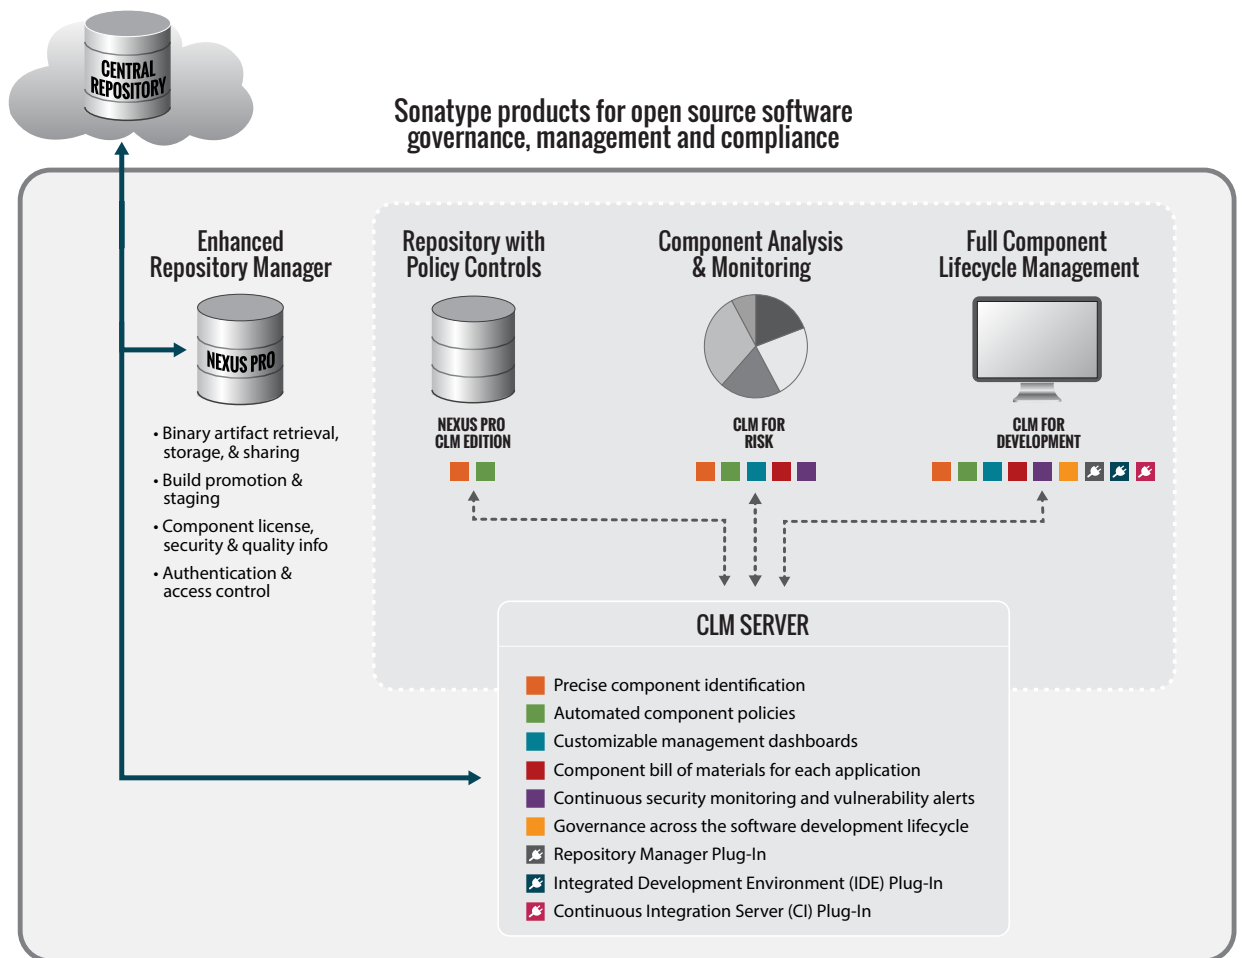 CENTRAL
REPOSITORY
Sonatype products for open source software
governance, management and compliance
Enhanced
Repository Manager
NEXUS PRO
• Binary artifact retrieval,
storage, & sharing
• Build promotion &
staging
• Component license,
security & quality info
• Authentication &
access control
Repository with
Policy Controls
NEXUS PRO
CLM EDITION
Component Analysis
& Monitoring
CLM FOR
RISK
Full Component
Lifecycle Management
CLM FOR
DEVELOPMENT
CLM SERVER
Precise component identification
Automated component policies
Customizable management dashboards
Component bill of materials for each application
Continuous security monitoring and vulnerability alerts
Governance across the software development lifecycle
Repository Manager Plug-In
Integrated Development Environment (IDE) Plug-In
Continuous Integration Server (CI) Plug-In